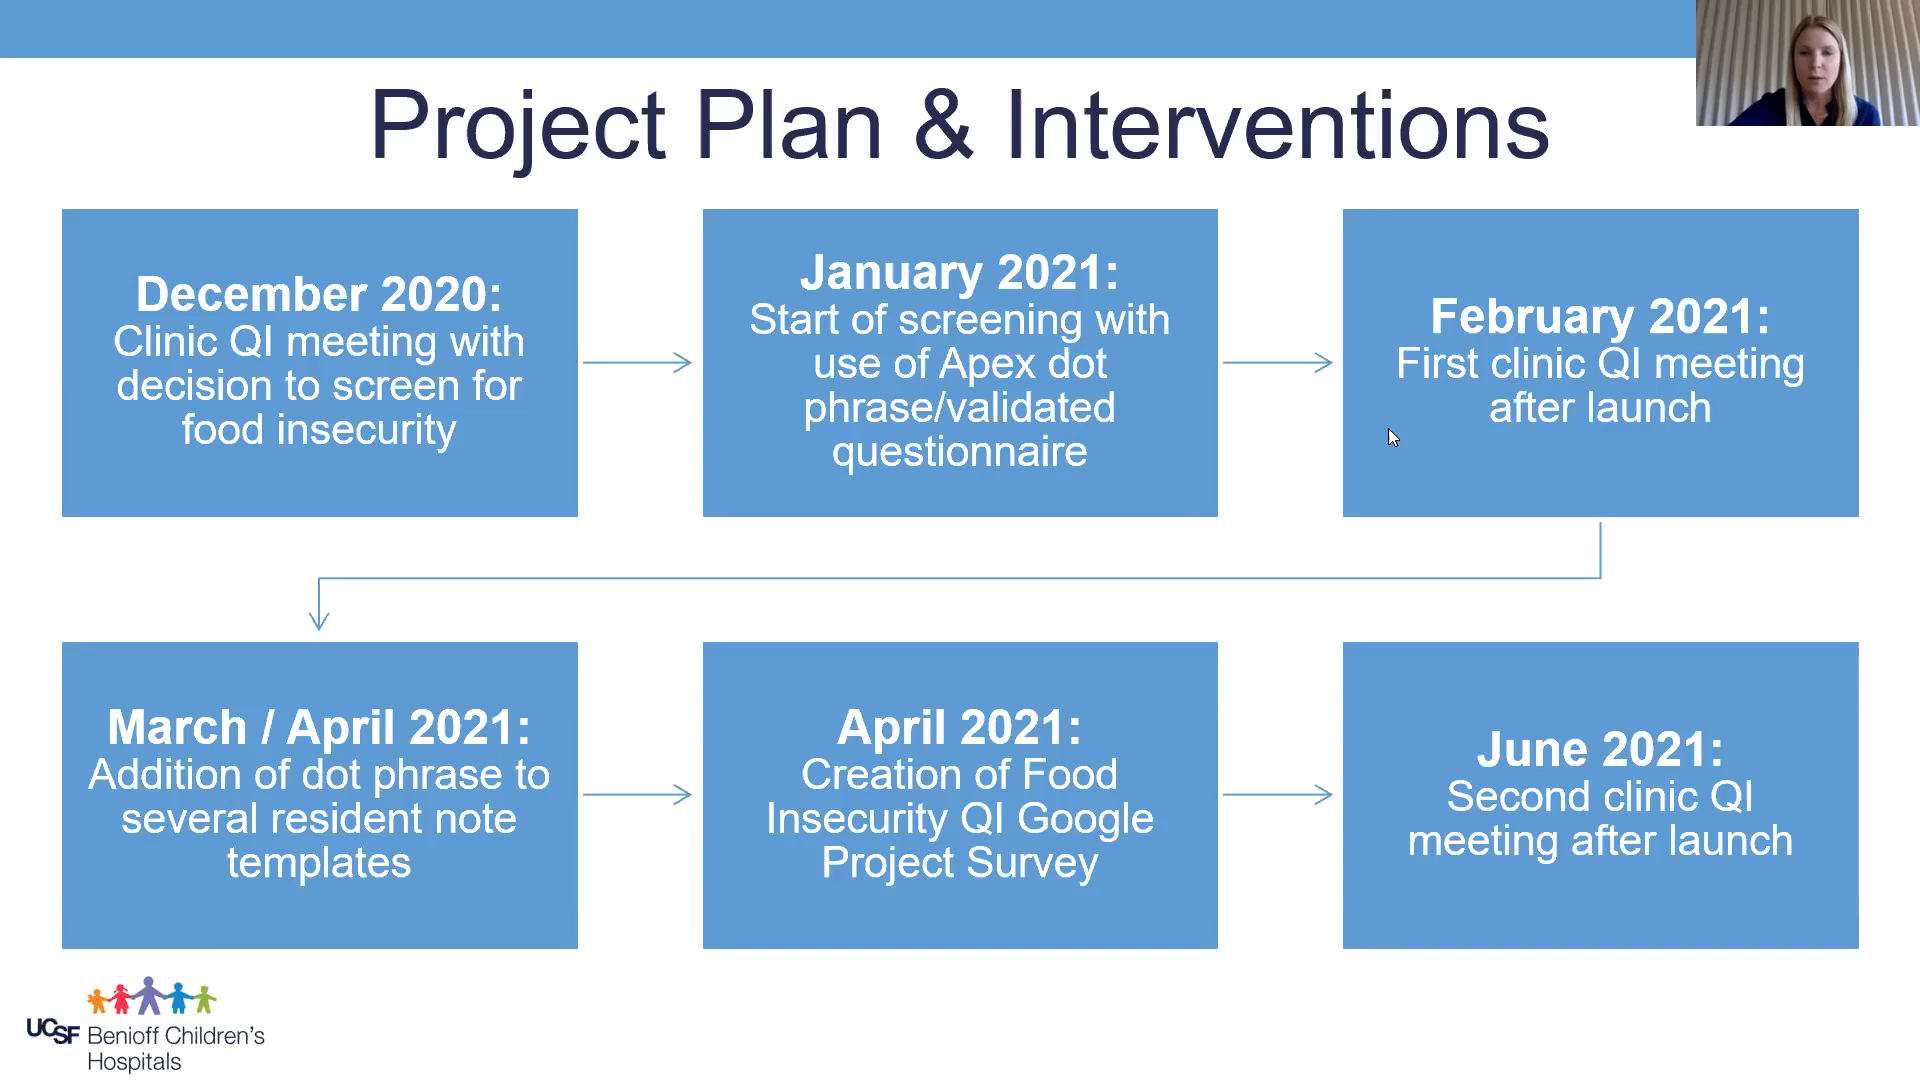 Project Plan & Interventions
December 2020:
Clinic QI meeting with
decision to screen for
food insecurity
January 2021:
Start of screening with
use of Apex dot
phrase/validated
questionnaire
February 2021:
First clinic QI meeting
after launch
March / April 2021:
Addition of dot phrase to
several resident note
templates
April 2021:
Creation of Food
Insecurity QI Google
Project Survey
June 2021:
Second clinic QI
meeting after launch
UCSF Benioff Children's
Hospitals